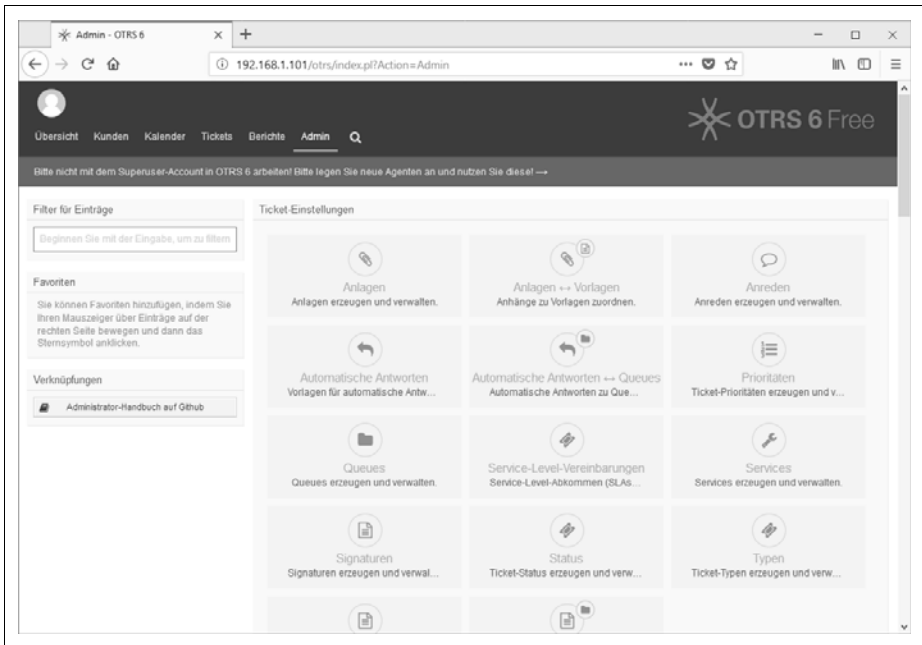 Admin - OTRS 6
192.168.1.101/otrs/index.pl?Action=Admin
OTRS 6 Free
Übersicht Kunden Kalender Tickets Berichte Admin
Bitte nicht mit dem Superuser-Account in OTRS 6 arbeiten! Bitte legen Sie neue Agenten an und nutzen Sie diese! →
Filter für Einträge
Beginnen Sie mit der Eingabe, um zu filtern
Favoriten
Sie können Favoriten hinzufügen, indem Sie
Ihren Mauszeiger über Einträge auf der
rechten Seite bewegen und dann das
Sternsymbol anklicken.
Verknüpfungen
Administrator-Handbuch auf Github
Ticket-Einstellungen
Anlagen
Anlagen erzeugen und verwalten.
Anlagen ↔ Vorlagen
Anhänge zu Vorlagen zuordnen.
Anreden
Anreden erzeugen und verwalten.
Automatische Antworten
Vorlagen für automatische Antw...
Automatische Antworten ↔ Queues
Automatische Antworten zu Que...
Prioritäten
Ticket-Prioritäten erzeugen und v...
Queues
Queues erzeugen und verwalten.
Service-Level-Vereinbarungen
Service-Level-Abkommen (SLAs...
Services
Services erzeugen und verwalten.
Signaturen
Signaturen erzeugen und verwal...
Status
Ticket-Status erzeugen und verw...
Typen
Ticket-Typen erzeugen und verw...